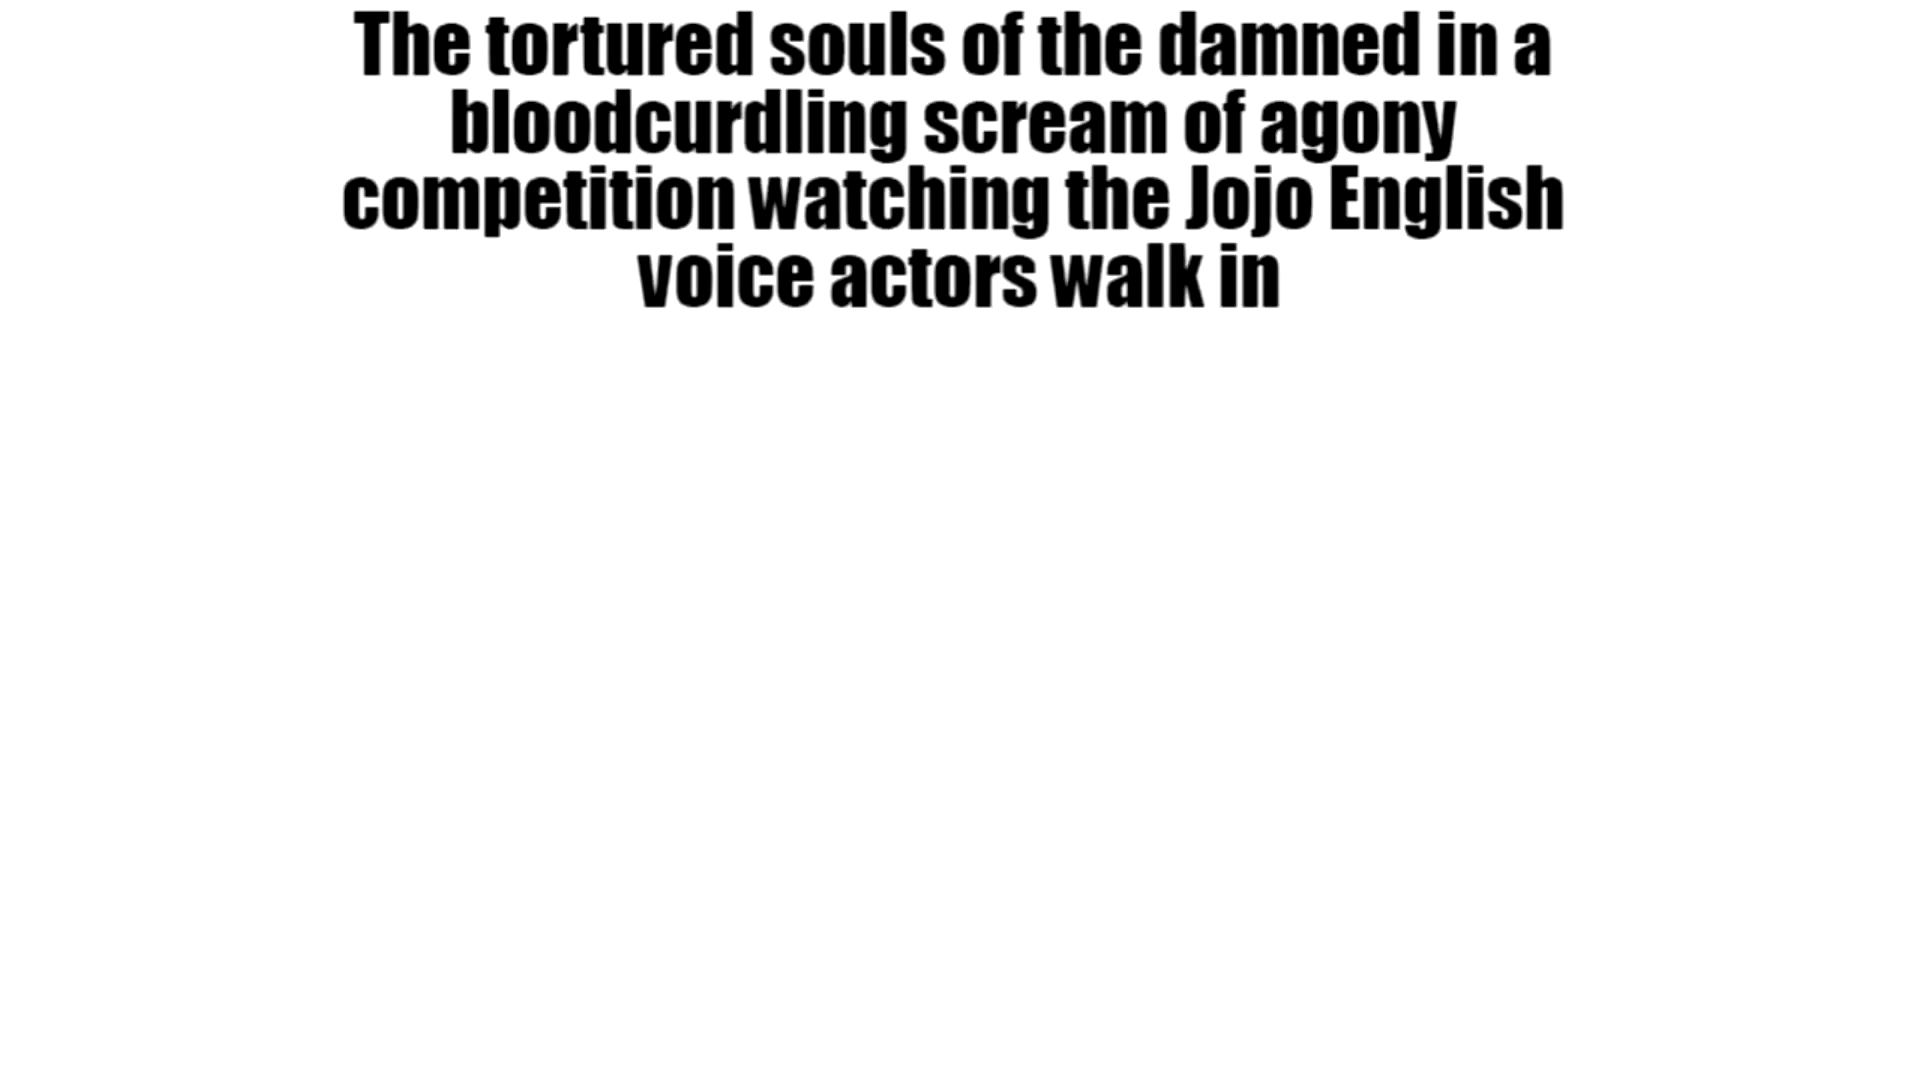 The tortured souls of the damned in a
bloodcurdling scream of agony
competition watching the Jojo English
voice actors walk in